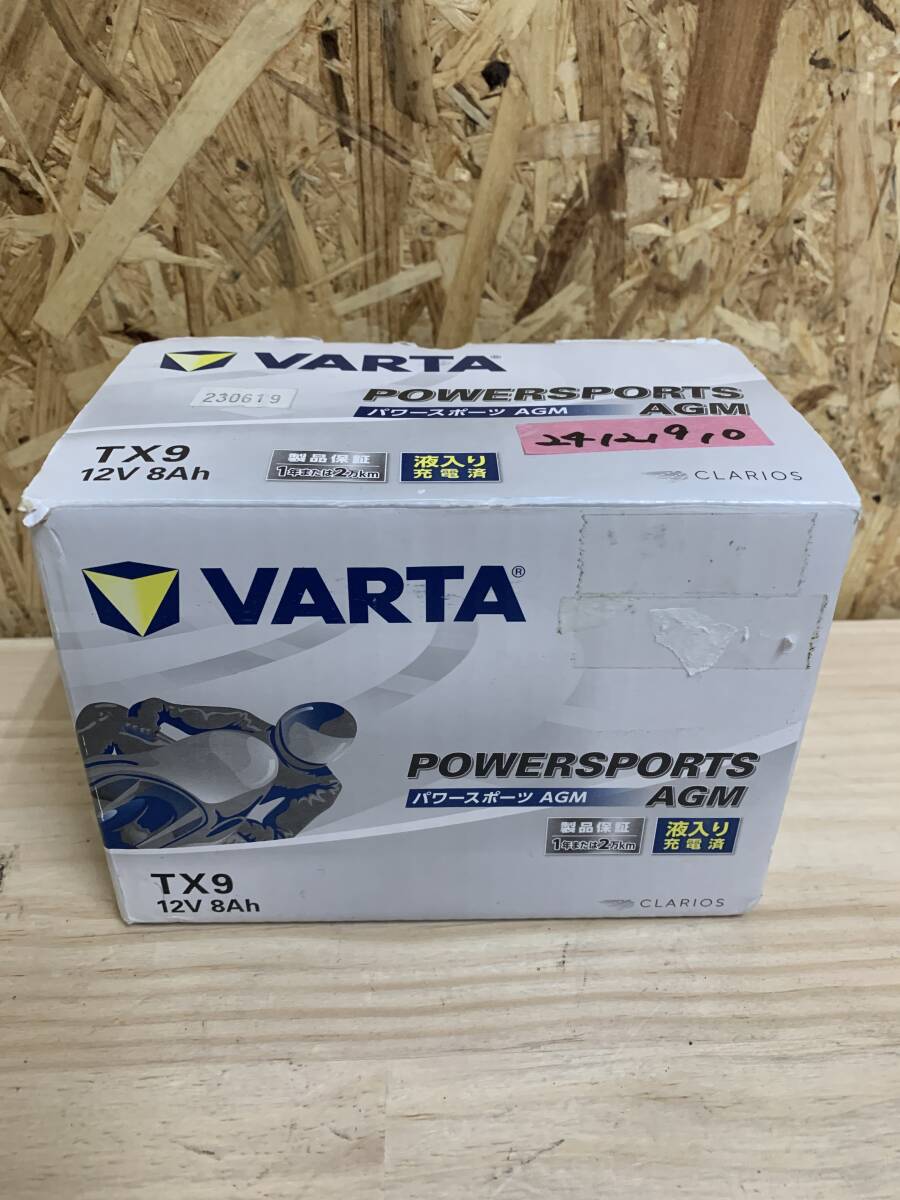 VARTA®
230619
POWERSPORTS
パワースポーツ AGM AGM
24121910
TX9
12V 8Ah
製品保証
1年または2万km
液入り
充電済
CLARIOS
VARTA®
POWERSPORTS
パワースポーツ AGM AGM
製品保証
1年または2万km
液入り
充電済
TX9
12V 8Ah
CLARIOS